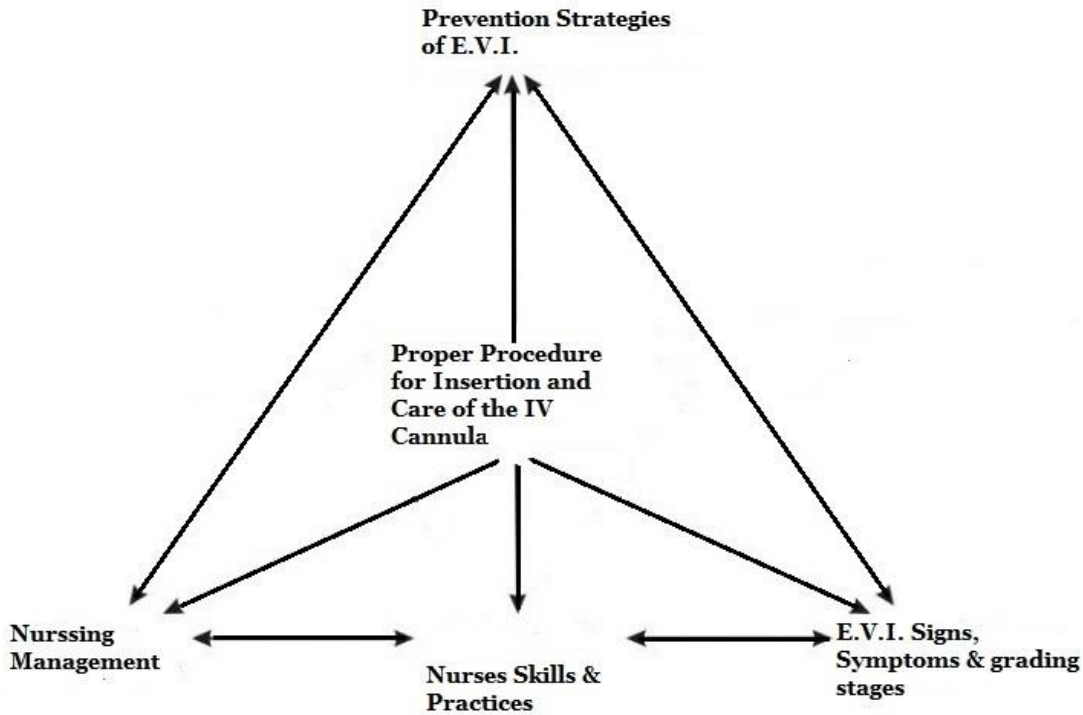 Prevention Strategies
of E.V.I.
Proper Procedure
for Insertion and
Care of the IV
Cannula
Nurssing
Management
Nurses Skills &
Practices
E.V.I. Signs,
Symptoms & grading
stages